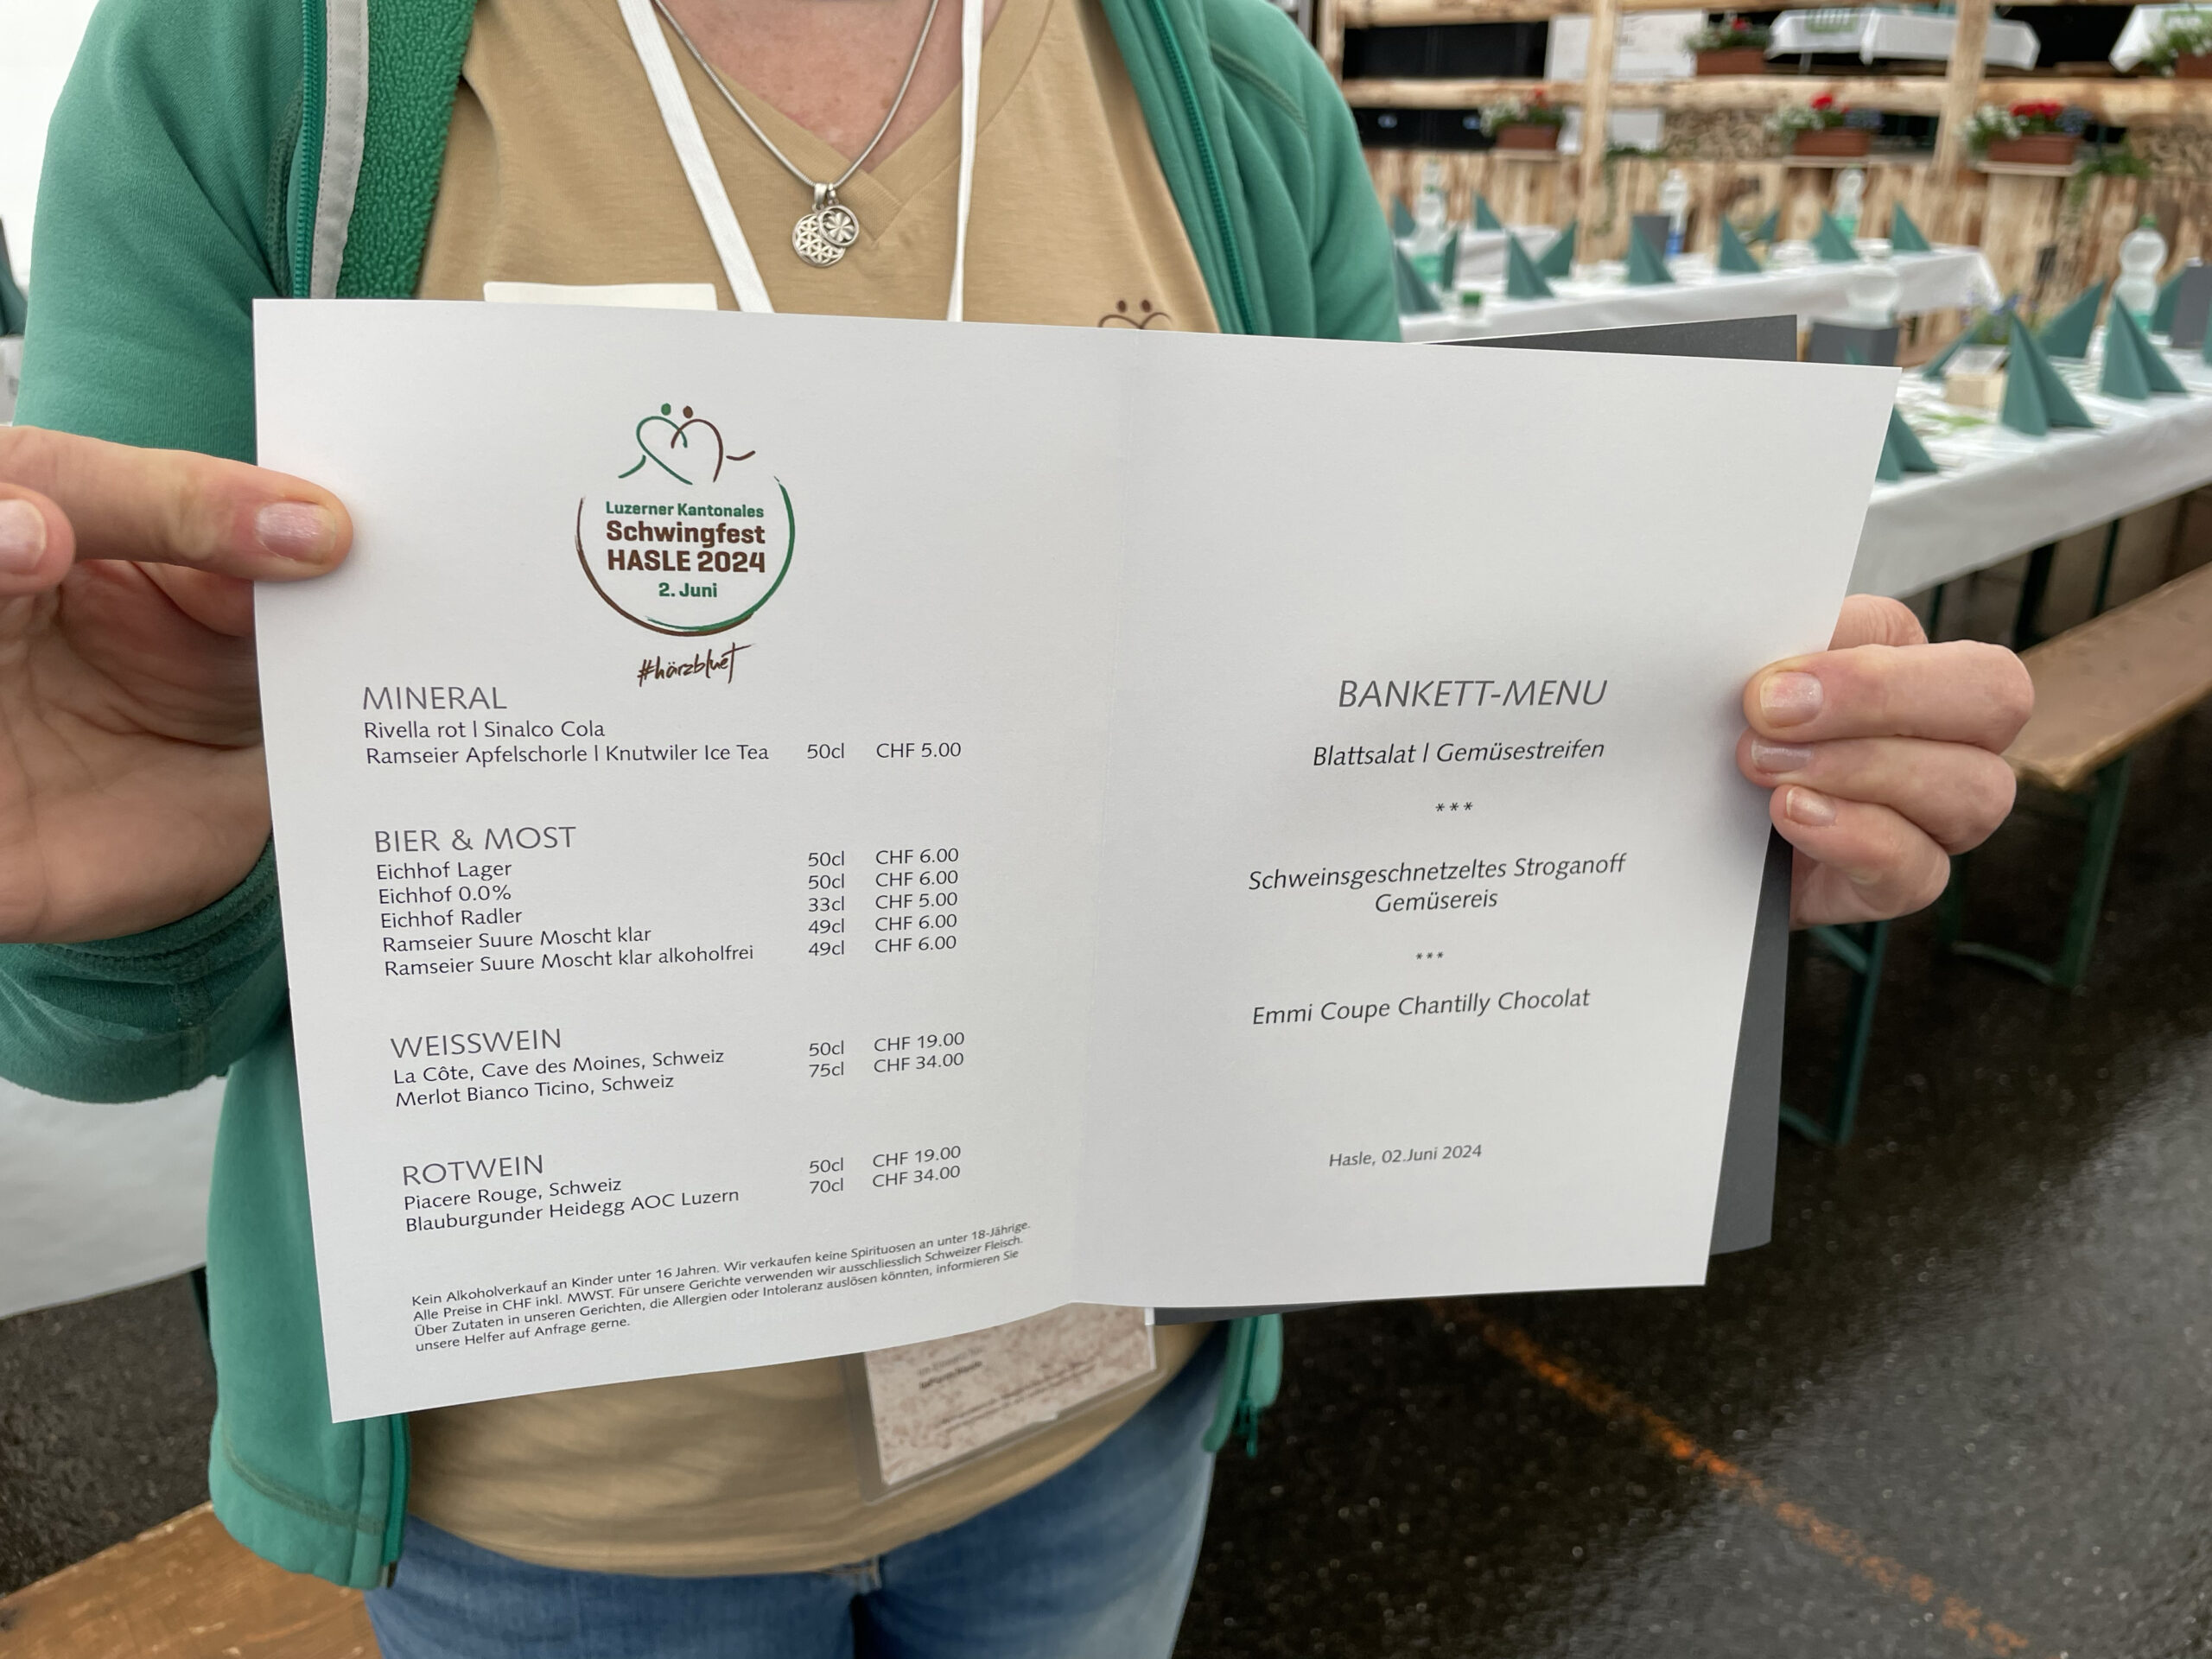 Luzerner Kantonales
Schwingfest
HASLE 2024
2. Juni
#härzbluet
MINERAL
Rivella rot | Sinalco Cola
Ramseier Apfelschorle | Knutwiler Ice Tea 50cl CHF 5.00
BIER & MOST
Eichhof Lager 50cl CHF 6.00
Eichhof 0.0% 50cl CHF 6.00
Eichhof Radler 33cl CHF 5.00
Ramseier Suure Moscht klar 49cl CHF 6.00
Ramseier Suure Moscht klar alkoholfrei 49cl CHF 6.00
WEISSWEIN
La Côte, Cave des Moines, Schweiz 50cl CHF 19.00
Merlot Bianco Ticino, Schweiz 75cl CHF 34.00
ROTWEIN
Piacere Rouge, Schweiz 50cl CHF 19.00
Blauburgunder Heidegg AOC Luzern 70cl CHF 34.00
Kein Alkoholverkauf an Kinder unter 16 Jahren. Wir verkaufen keine Spirituosen an unter 18-Jährige.
Alle Preise in CHF inkl. MWST. Für unsere Gerichte verwenden wir ausschliesslich Schweizer Fleisch.
Über Zutaten in unseren Gerichten, die Allergien oder Intoleranz auslösen könnten, informieren Sie
unsere Helfer auf Anfrage gerne.
BANKETT-MENU
Blattsalat | Gemüsestreifen
***
Schweinsgeschnetzeltes Stroganoff
Gemüsereis
***
Emmi Coupe Chantilly Chocolat
Hasle, 02.Juni 2024